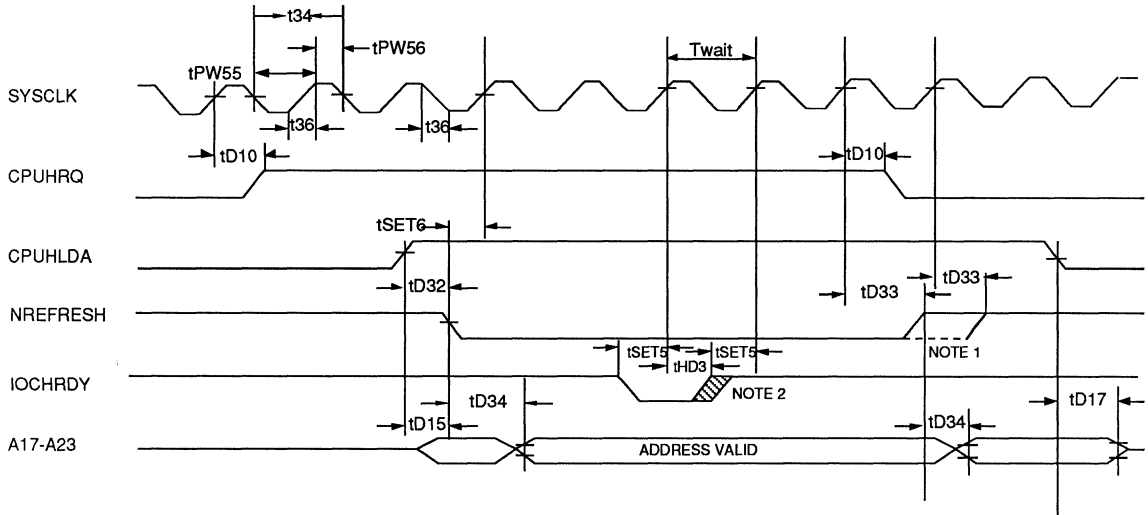 t34
tPW56
Twait
tPW55
SYSCLK
t36
t36
tD10
tD10
CPUHRQ
tSET6
CPUHLDA
tD32
tD33
tD33
NREFRESH
NOTE 1
tSET5
tSET5
tHD3
IOCHRDY
NOTE 2
tD34
tD17
tD15
tD34
A17-A23
ADDRESS VALID